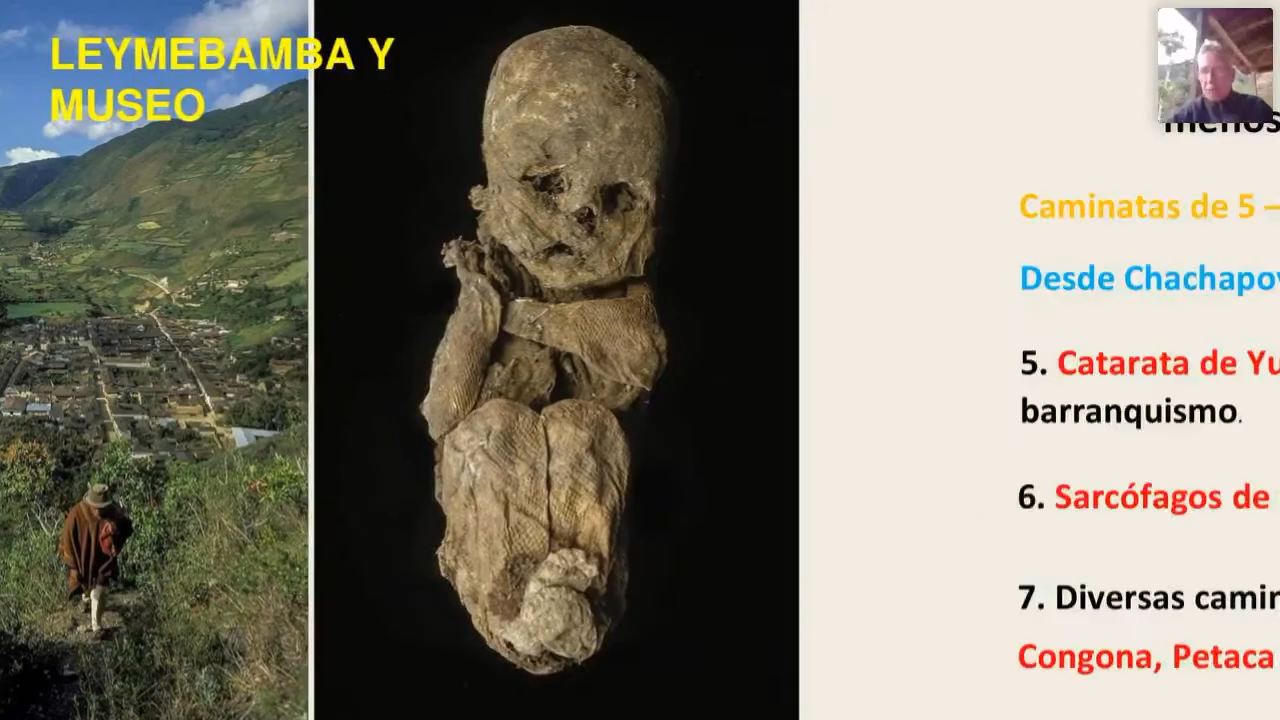 LEYMEBAMBA Y
MUSEO
menos
Caminatas de 5 –
Desde Chachapoy
5. Catarata de Yu
barranquismo.
6. Sarcófagos de
7. Diversas camin
Congona, Petaca